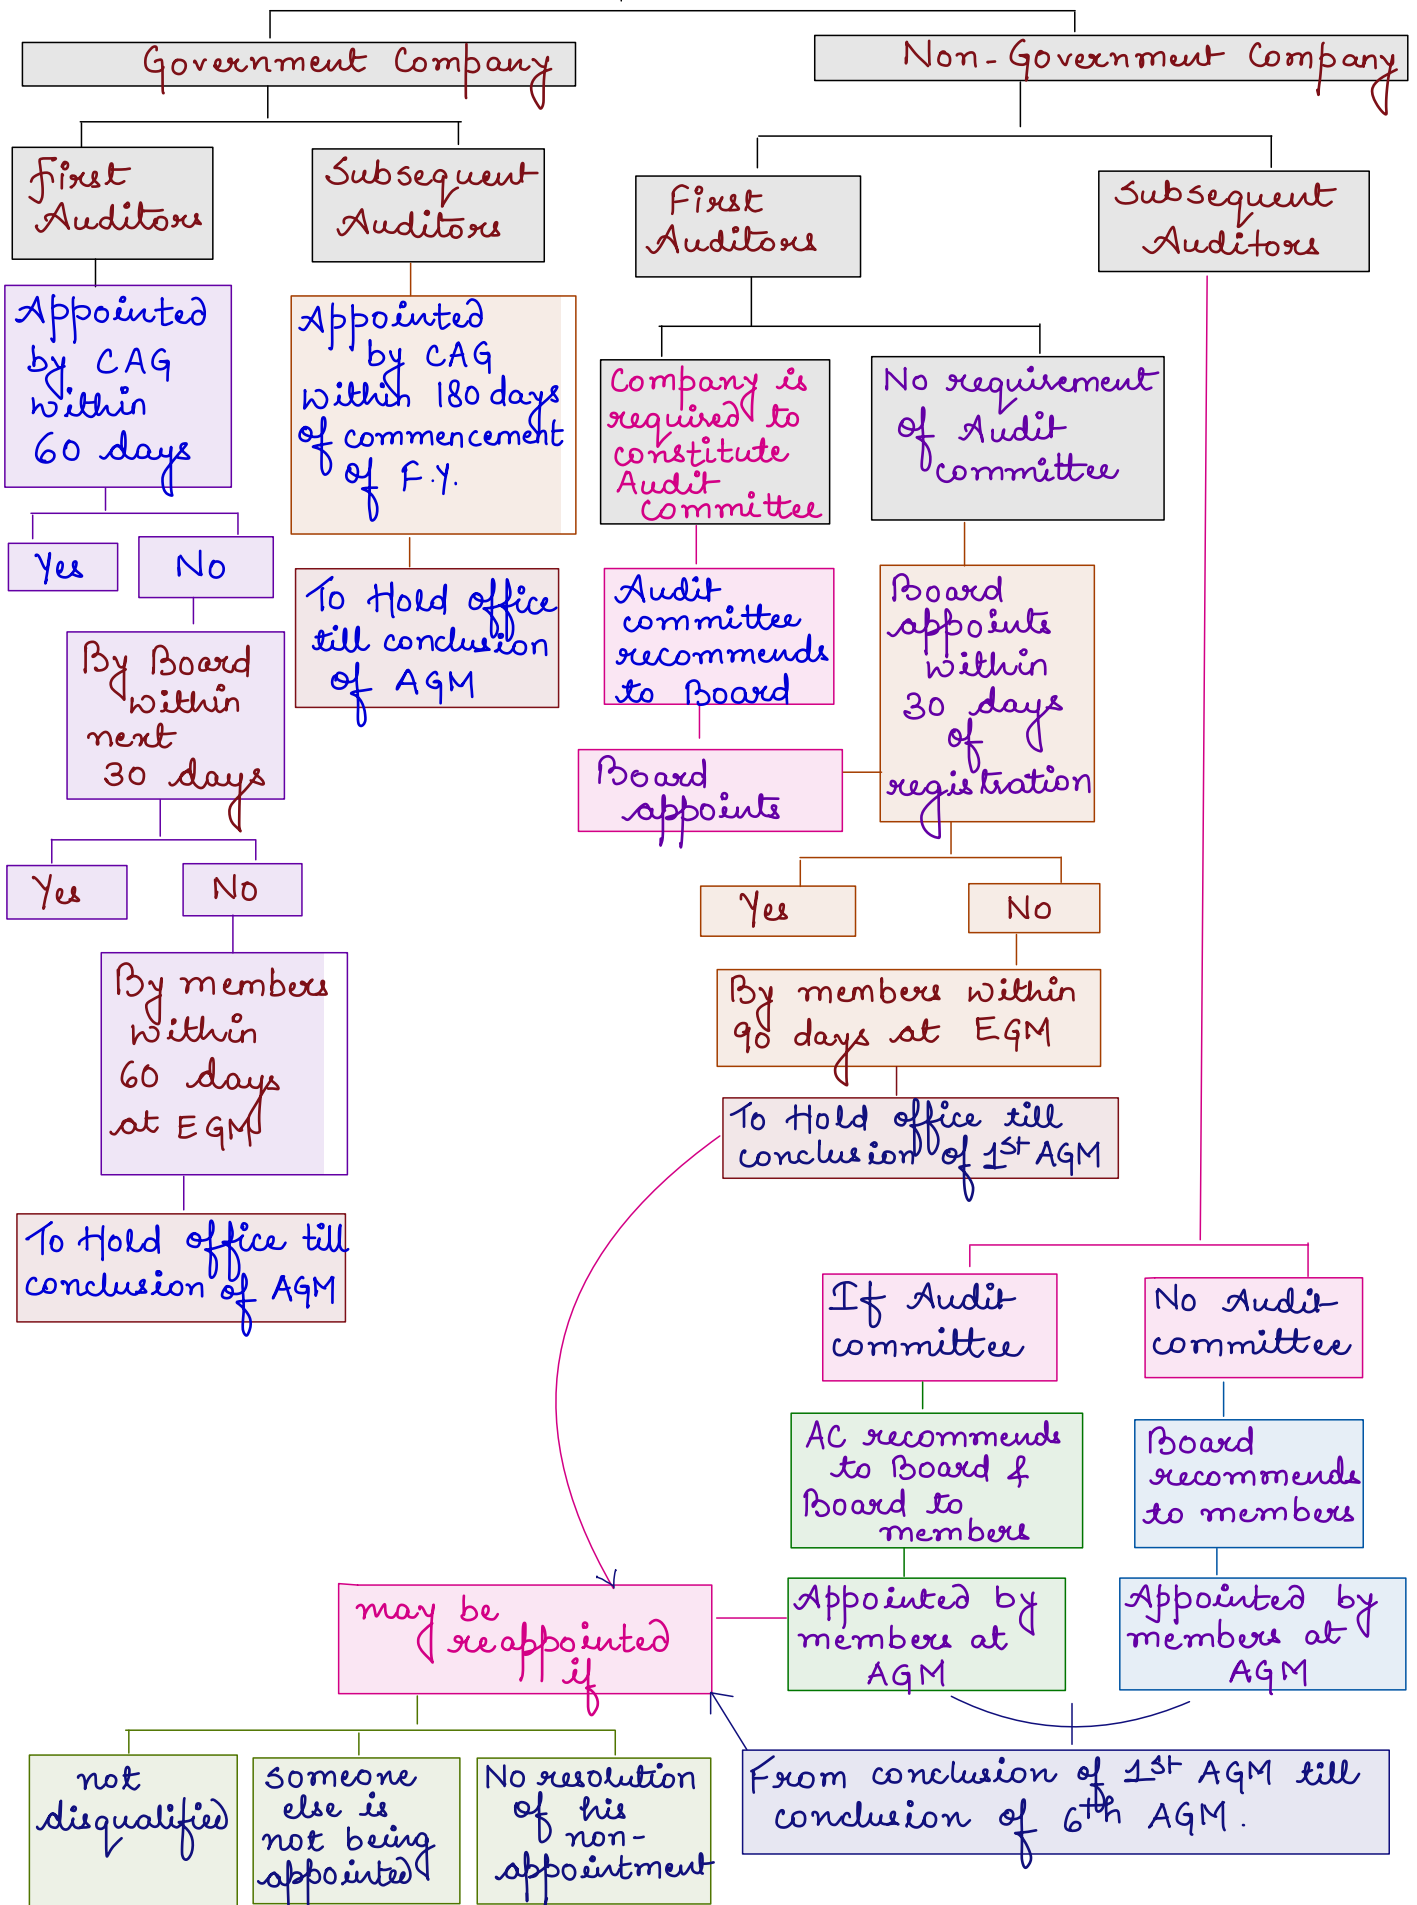 Government Company
Non-Government Company
First
Auditors
Subsequent
Auditors
First
Auditors
Subsequent
Auditors
Appointed
by CAG
within
60 days
Appointed
by CAG
within 180 days
of commencement
of F.Y.
Company is
required to
constitute
Audit
committee
No requirement
of Audit
committee
Yes
No
To Hold office
till conclusion
of AGM
Audit
committee
recommends
to Board
Board
appoints
within
30 days
of
registration
By Board
within
next
30 days
Board
appoints
Yes
No
Yes
No
By members
within
60 days
at EGM
By members within
90 days at EGM
To Hold office till
conclusion of 1st AGM
To Hold office till
conclusion of AGM
If Audit
committee
No Audit
committee
AC recommends
to Board &
Board to
members
Board
recommends
to members
may be
reappointed
if
Appointed by
members at
AGM
Appointed by
members at
AGM
not
disqualified
someone
else is
not being
appointed
No resolution
of his
non-
appointment
From conclusion of 1st AGM till
conclusion of 6th AGM.